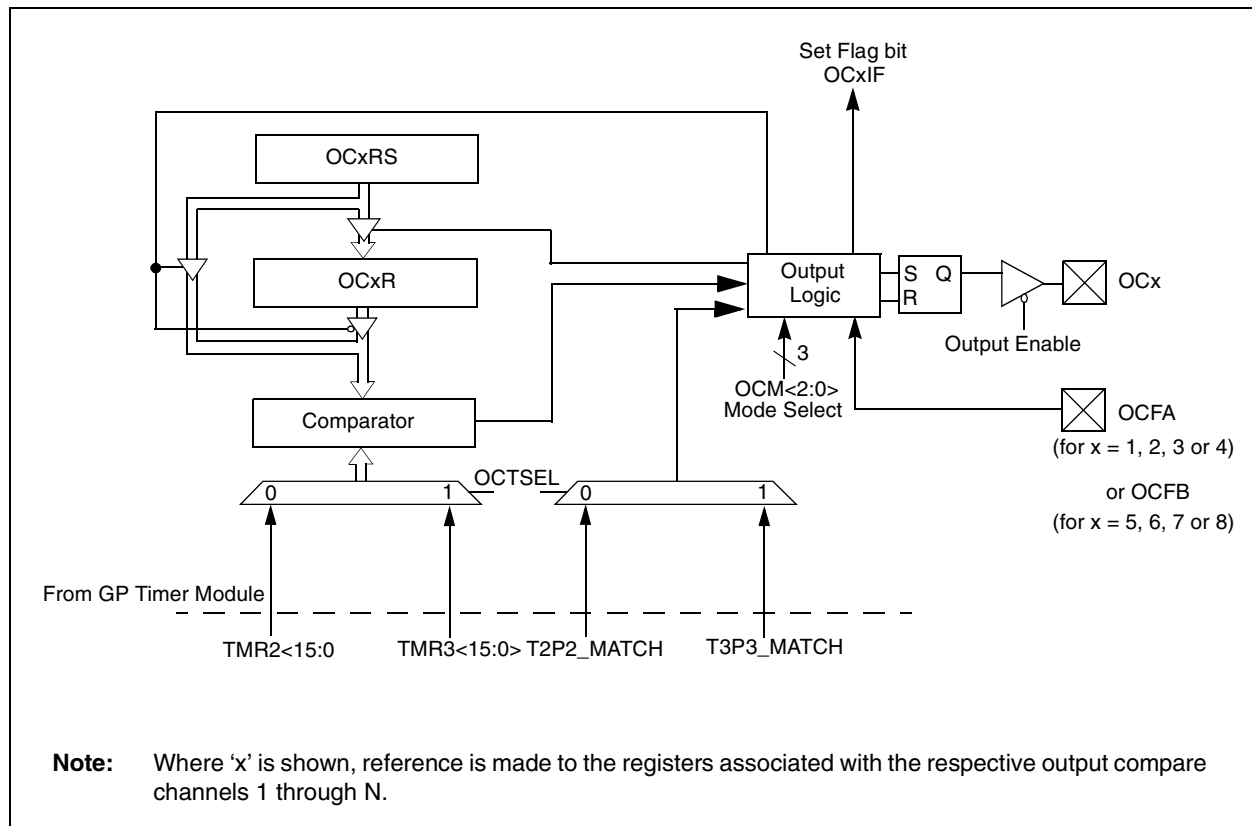 Set Flag bit
OCxIF
OCxRS
OCxR
Output
Logic
S Q
R
OCx
Output Enable
3
OCM<2:0>
Mode Select
Comparator
OCFA
(for x = 1, 2, 3 or 4)
or OCFB
(for x = 5, 6, 7 or 8)
0 1 OCTSEL 0 1
From GP Timer Module
TMR2<15:0 TMR3<15:0> T2P2_MATCH T3P3_MATCH
Note: Where ‘x’ is shown, reference is made to the registers associated with the respective output compare
channels 1 through N.